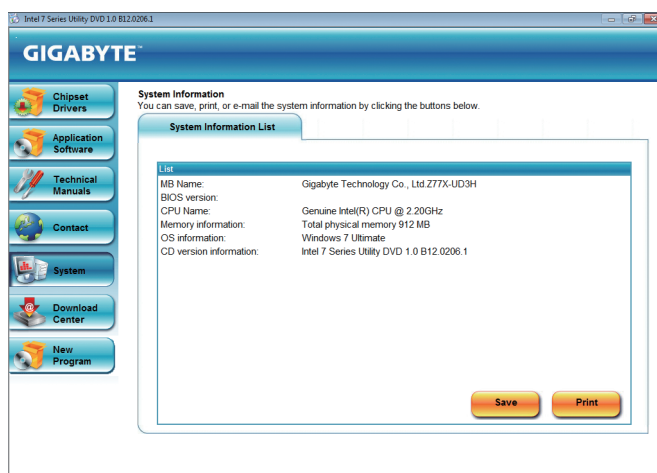 Intel 7 Series Utility DVD 1.0 B12.0206.1
GIGABYTE™
Chipset
Drivers
Application
Software
Technical
Manuals
Contact
System
Download
Center
New
Program
System Information
You can save, print, or e-mail the system information by clicking the buttons below.
System Information List
List
MB Name: Gigabyte Technology Co., Ltd.Z77X-UD3H
BIOS version:
CPU Name: Genuine Intel(R) CPU @ 2.20GHz
Memory information: Total physical memory 912 MB
OS information: Windows 7 Ultimate
CD version information: Intel 7 Series Utility DVD 1.0 B12.0206.1
Save Print